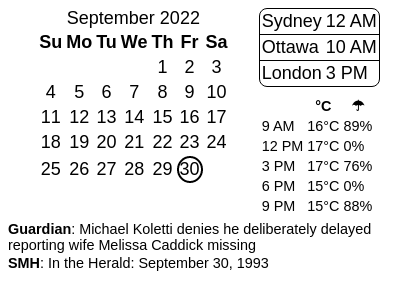 September 2022
Su Mo Tu We Th Fr Sa
1 2 3
4 5 6 7 8 9 10
11 12 13 14 15 16 17
18 19 20 21 22 23 24
25 26 27 28 29 30
Sydney 12 AM
Ottawa 10 AM
London 3 PM
°C ☂
9 AM 16°C 89%
12 PM 17°C 0%
3 PM 17°C 76%
6 PM 15°C 0%
9 PM 15°C 88%
Guardian: Michael Koletti denies he deliberately delayed
reporting wife Melissa Caddick missing
SMH: In the Herald: September 30, 1993